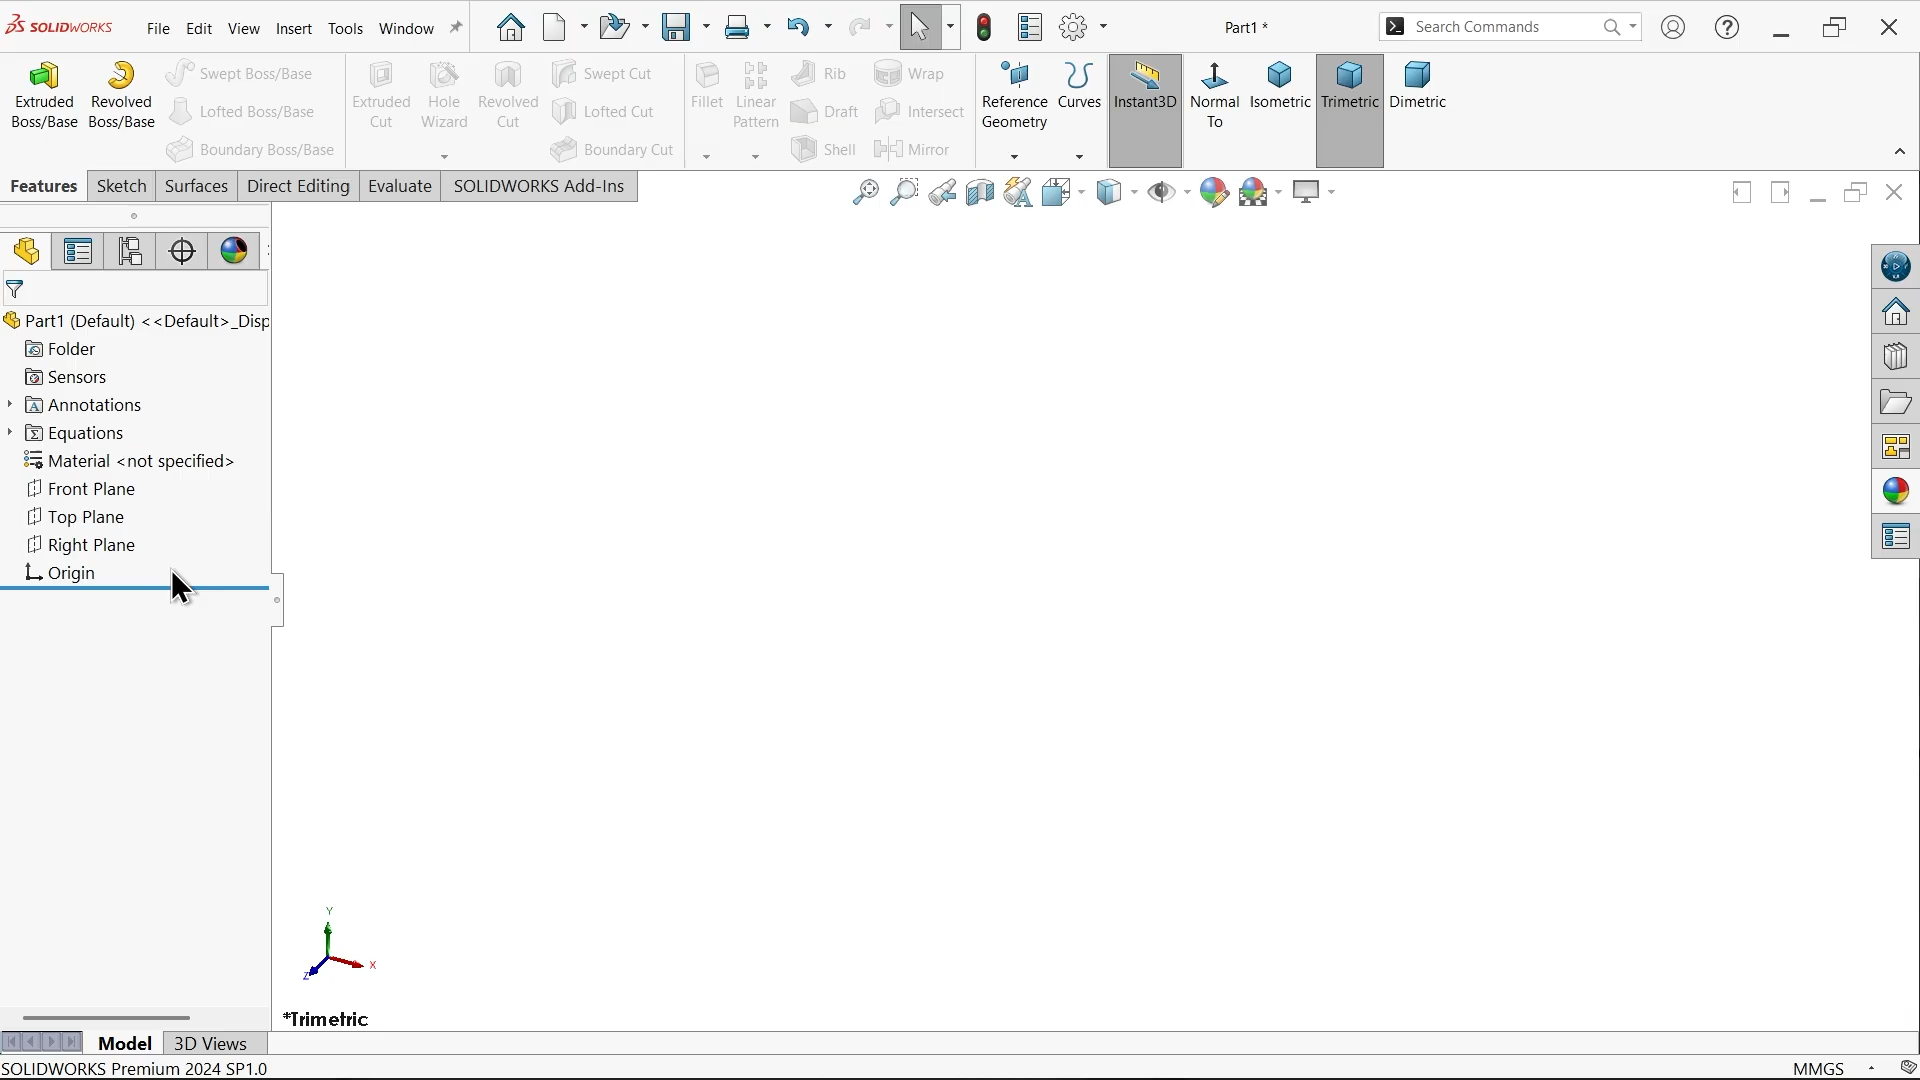 SOLIDWORKS File Edit View Insert Tools Window
Part1 *
Search Commands
Extruded Boss/Base
Revolved Boss/Base
Swept Boss/Base
Lofted Boss/Base
Boundary Boss/Base
Extruded Cut
Hole Wizard
Revolved Cut
Swept Cut
Lofted Cut
Boundary Cut
Fillet
Linear Pattern
Rib
Draft
Shell
Wrap
Intersect
Mirror
Reference Geometry
Curves
Instant3D
Normal To
Isometric
Trimetric
Dimetric
Features Sketch Surfaces Direct Editing Evaluate SOLIDWORKS Add-Ins
Part1 (Default) <<Default>_Disp
Folder
Sensors
Annotations
Equations
Material <not specified>
Front Plane
Top Plane
Right Plane
Origin
Y
X
Z
*Trimetric
Model 3D Views
SOLIDWORKS Premium 2024 SP1.0
MMGS